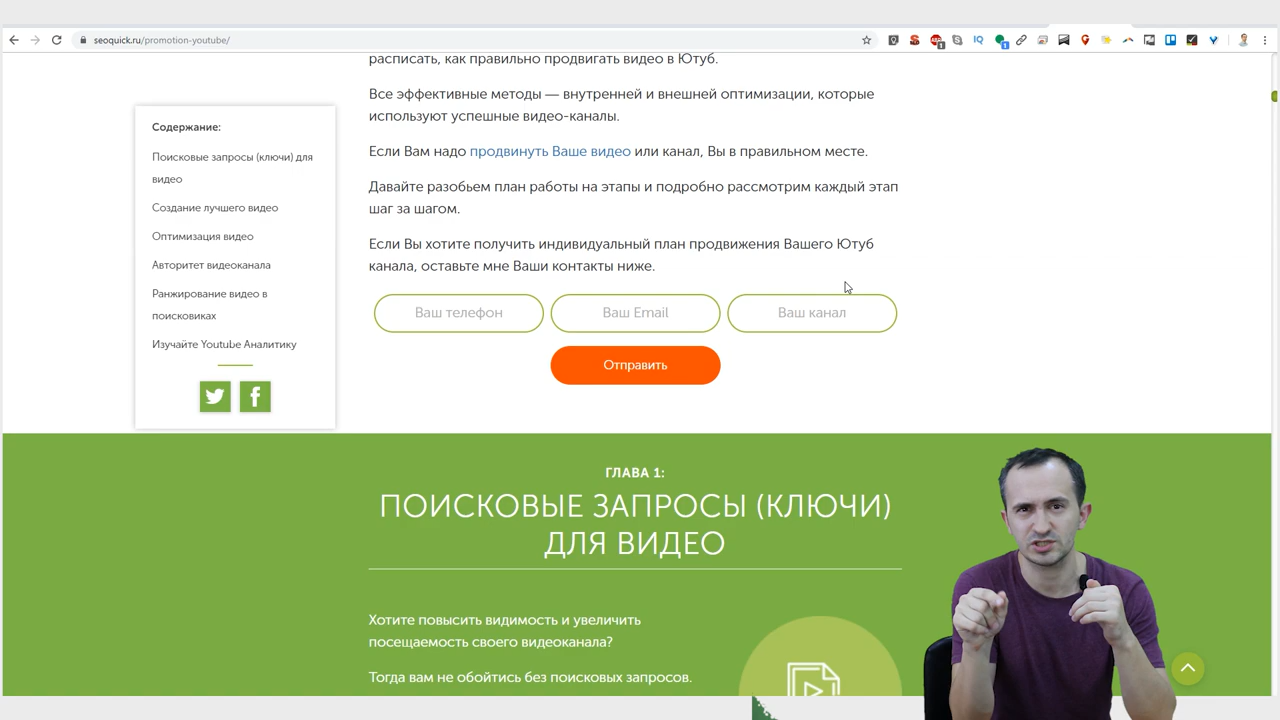 seoquick.ru/promotion-youtube/
расписать, как правильно продвигать видео в Ютуб.
Все эффективные методы — внутренней и внешней оптимизации, которые
используют успешные видео-каналы.
Если Вам надо продвинуть Ваше видео или канал, Вы в правильном месте.
Давайте разобьем план работы на этапы и подробно рассмотрим каждый этап
шаг за шагом.
Если Вы хотите получить индивидуальный план продвижения Вашего Ютуб
канала, оставьте мне Ваши контакты ниже.
Ваш телефон
Ваш Email
Ваш канал
Отправить
Содержание:
Поисковые запросы (ключи) для
видео
Создание лучшего видео
Оптимизация видео
Авторитет видеоканала
Ранжирование видео в
поисковиках
Изучайте Youtube Аналитику
ГЛАВА 1:
ПОИСКОВЫЕ ЗАПРОСЫ (КЛЮЧИ)
ДЛЯ ВИДЕО
Хотите повысить видимость и увеличить
посещаемость своего видеоканала?
Тогда вам не обойтись без поисковых запросов.